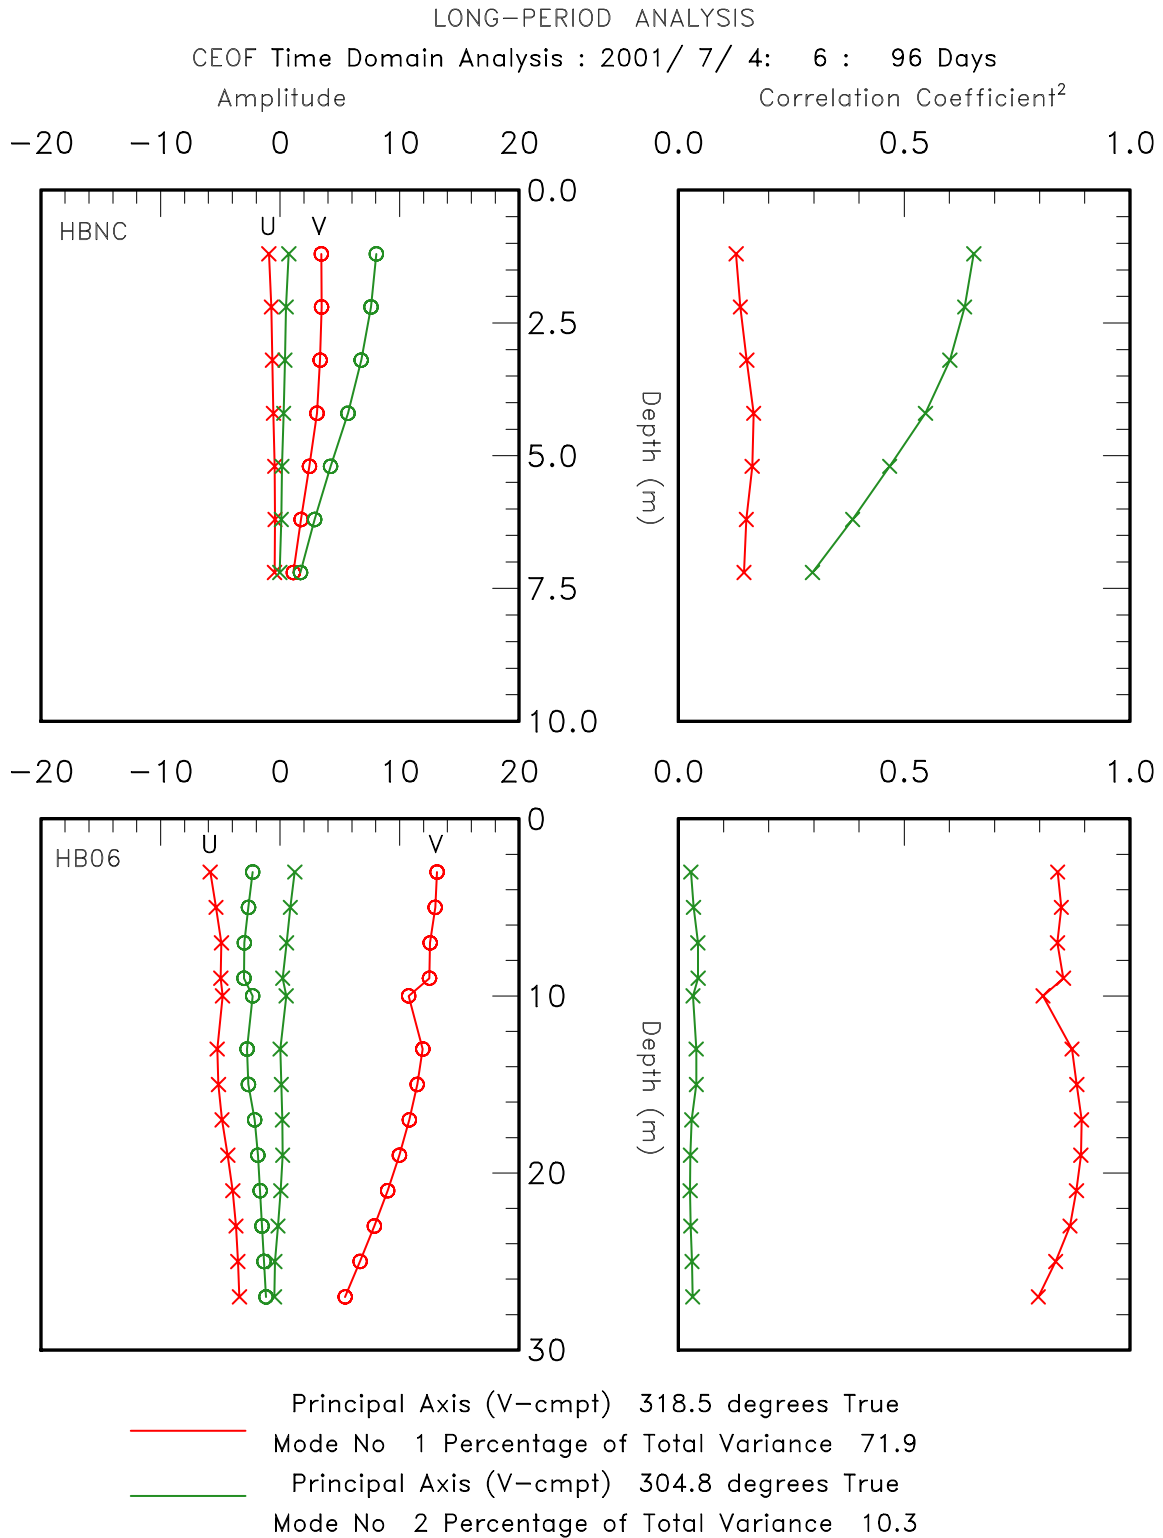 LONG-PERIOD ANALYSIS
CEOF Time Domain Analysis : 2001/ 7/ 4: 6 : 96 Days
Amplitude Correlation Coefficient²
-20 -10 0 10 20 0.0 0.5 1.0
0.0
HBNC U V
2.5
Depth (m)
5.0
7.5
10.0
-20 -10 0 10 20 0.0 0.5 1.0
0
HB06 U V
10
Depth (m)
20
30
Principal Axis (V-cmpt) 318.5 degrees True
Mode No 1 Percentage of Total Variance 71.9
Principal Axis (V-cmpt) 304.8 degrees True
Mode No 2 Percentage of Total Variance 10.3